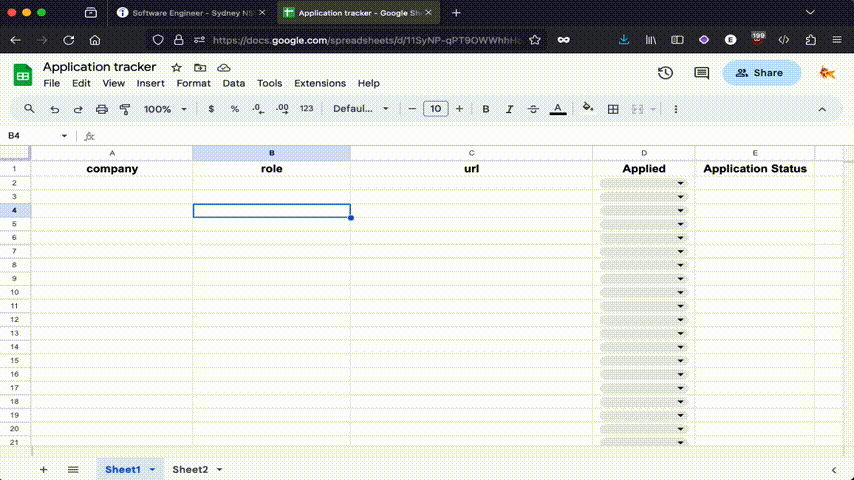 Software Engineer - Sydney NS
Application tracker - Google Sh
https://docs.google.com/spreadsheets/d/11SyNP-qPT9OWWhhHc
199
Application tracker
File Edit View Insert Format Data Tools Extensions Help
Share
100% $ % .0 .00 123 Defaul... 10 B I A
B4 fx
A B C D E
1 company role url Applied Application Status
2
3
4
5
6
7
8
9
10
11
12
13
14
15
16
17
18
19
20
21
Sheet1 Sheet2